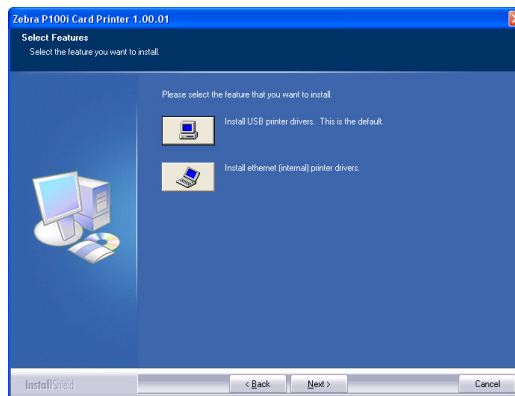 Zebra P100i Card Printer 1.00.01
Select Features
Select the feature you want to install.
Please select the feature that you want to install.
Install USB printer drivers. This is the default.
Install ethernet (internal) printer drivers.
InstallShield
< Back
Next >
Cancel